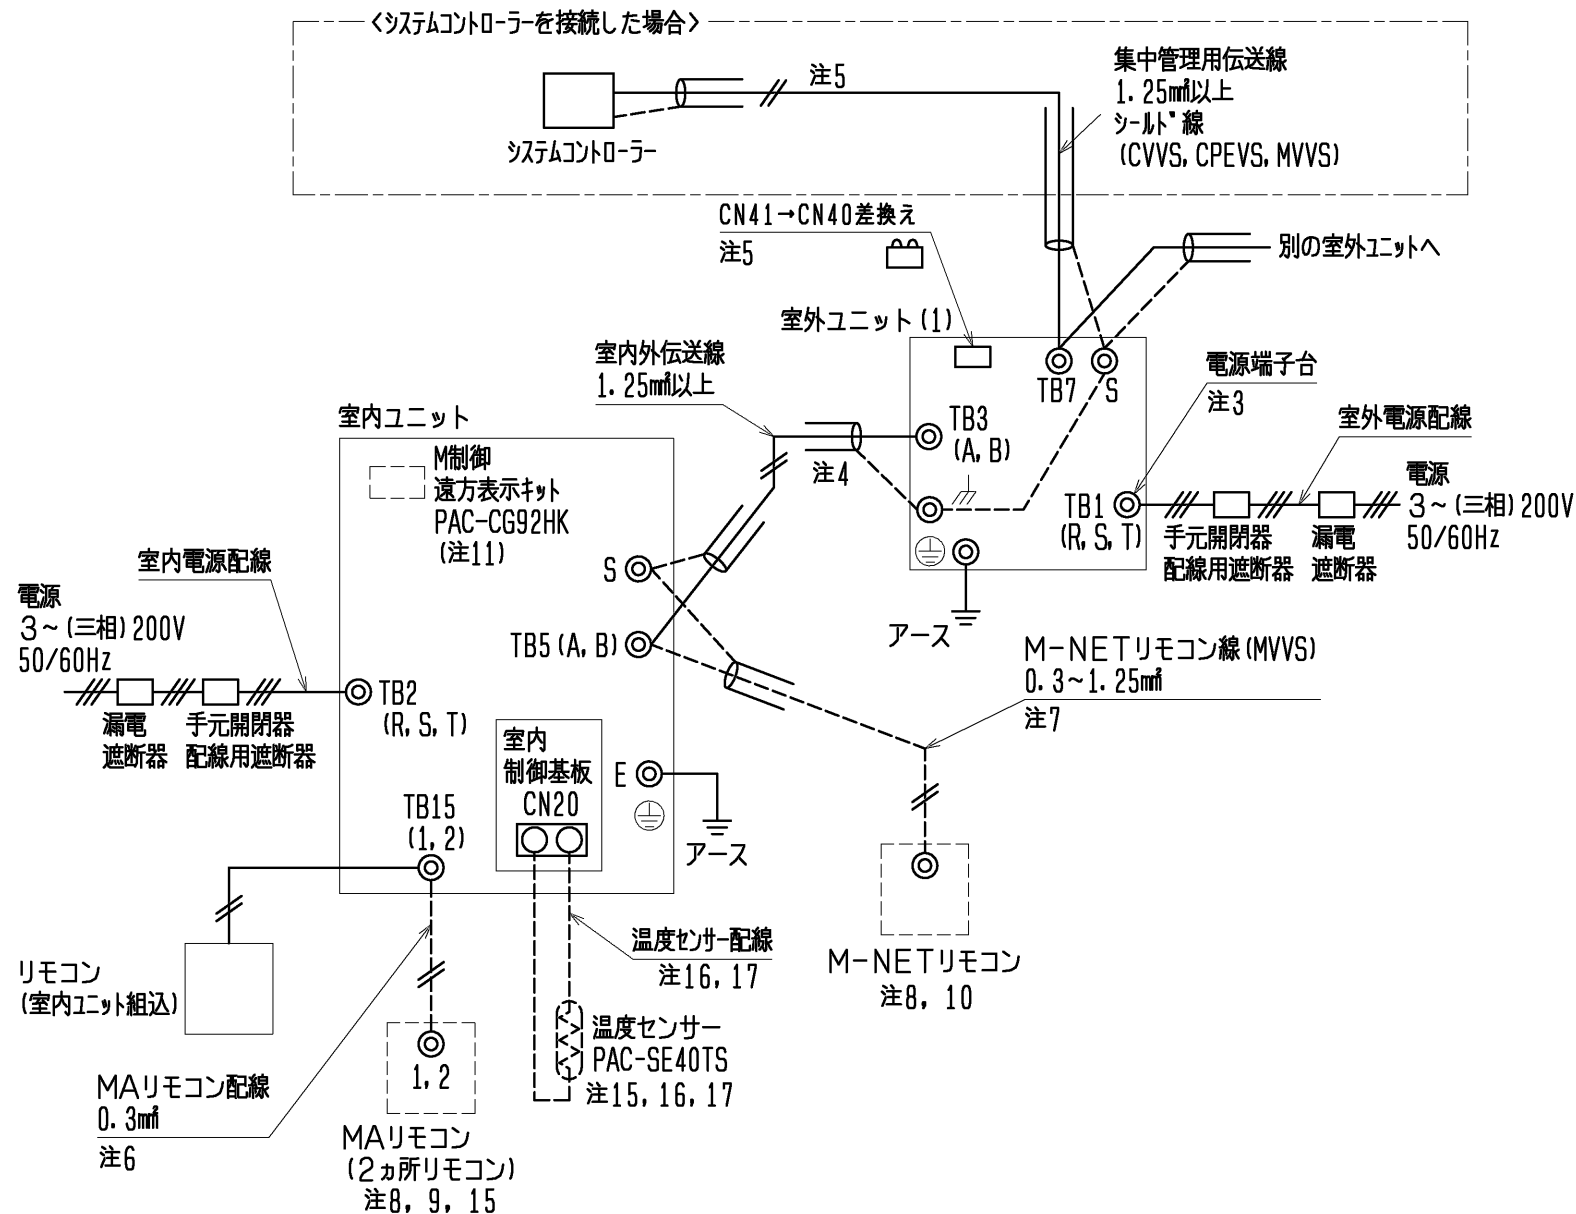 <システムコントローラーを接続した場合>
注5
集中管理用伝送線
1.25㎟以上
シールド線
(CVVS, CPEVS, MVVS)
システムコントローラー
CN41→CN40差換え
注5
別の室外ユニットへ
室外ユニット(1)
室内外伝送線
1.25㎟以上
TB7
S
電源端子台
注3
TB3
(A, B)
注4
室外電源配線
電源
3~(三相)200V
50/60Hz
TB1
(R, S, T)
手元開閉器
配線用遮断器
漏電
遮断器
アース
室内ユニット
M制御
遠方表示キット
PAC-CG92HK
(注11)
S
TB5(A, B)
室内電源配線
電源
3~(三相)200V
50/60Hz
漏電
遮断器
手元開閉器
配線用遮断器
TB2
(R, S, T)
M-NETリモコン線(MVVS)
0.3~1.25㎟
注7
室内
制御基板
CN20
E
アース
TB15
(1, 2)
リモコン
(室内ユニット組込)
温度センサー配線
注16, 17
M-NETリモコン
注8, 10
温度センサー
PAC-SE40TS
注15, 16, 17
1, 2
MAリモコン配線
0.3㎟
注6
MAリモコン
(2ヵ所リモコン)
注8, 9, 15